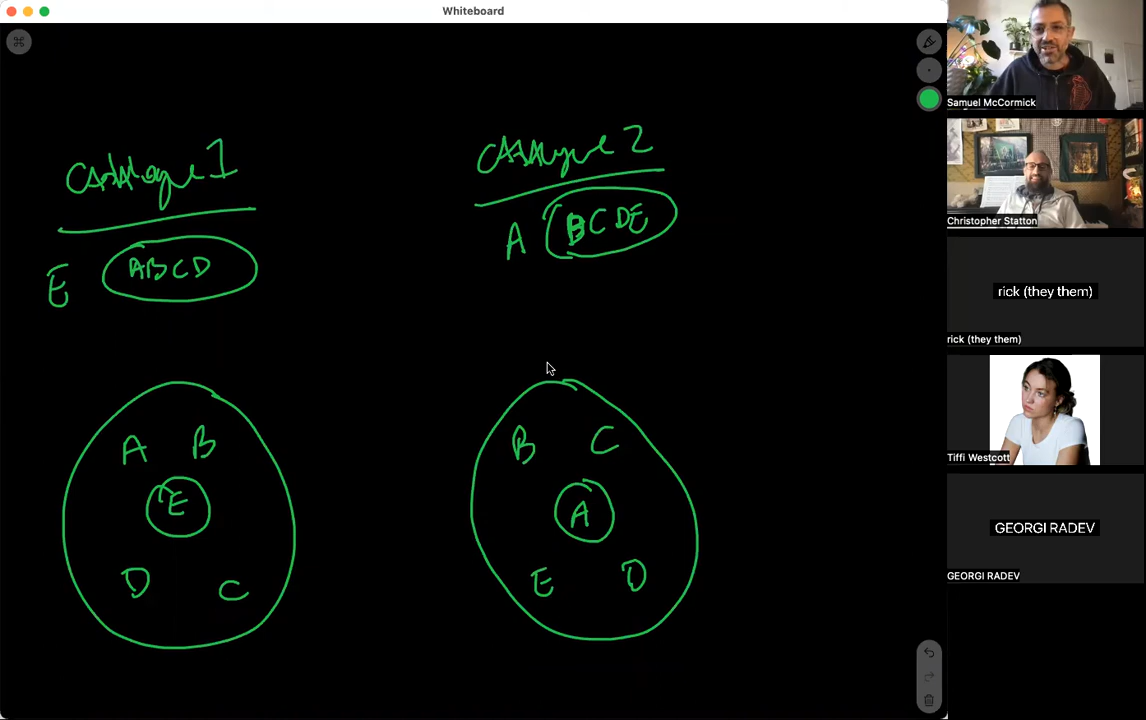 Whiteboard
Catalogue 1
E ABCD
Catalogue 2
A BCDE
A B
E
D C
B C
A
E D
Samuel McCormick
Christopher Statton
rick (they them)
rick (they them)
Tiffi Westcott
GEORGI RADEV
GEORGI RADEV